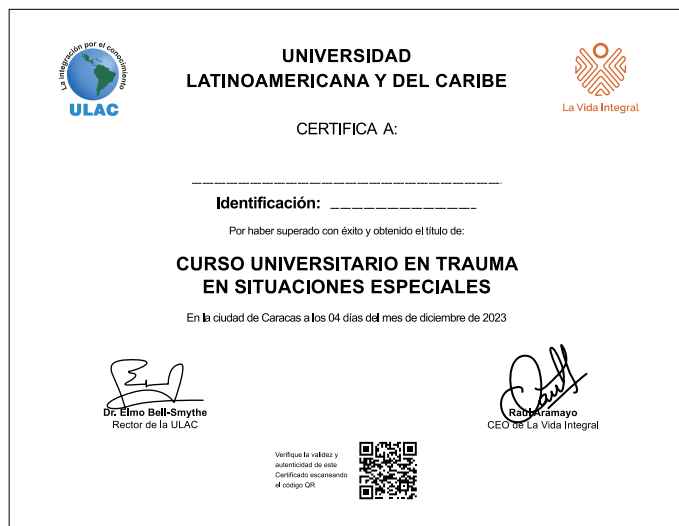 La integración por el conocimiento
ULAC
UNIVERSIDAD
LATINOAMERICANA Y DEL CARIBE
La Vida Integral
CERTIFICA A:
Identificación:
Por haber superado con éxito y obtenido el título de:
CURSO UNIVERSITARIO EN TRAUMA
EN SITUACIONES ESPECIALES
En la ciudad de Caracas a los 04 días del mes de diciembre de 2023
Dr. Elmo Bell-Smythe
Rector de la ULAC
Raúl Aramayo
CEO de La Vida Integral
Verifique la validez y
autenticidad de este
Certificado escaneando
el código QR